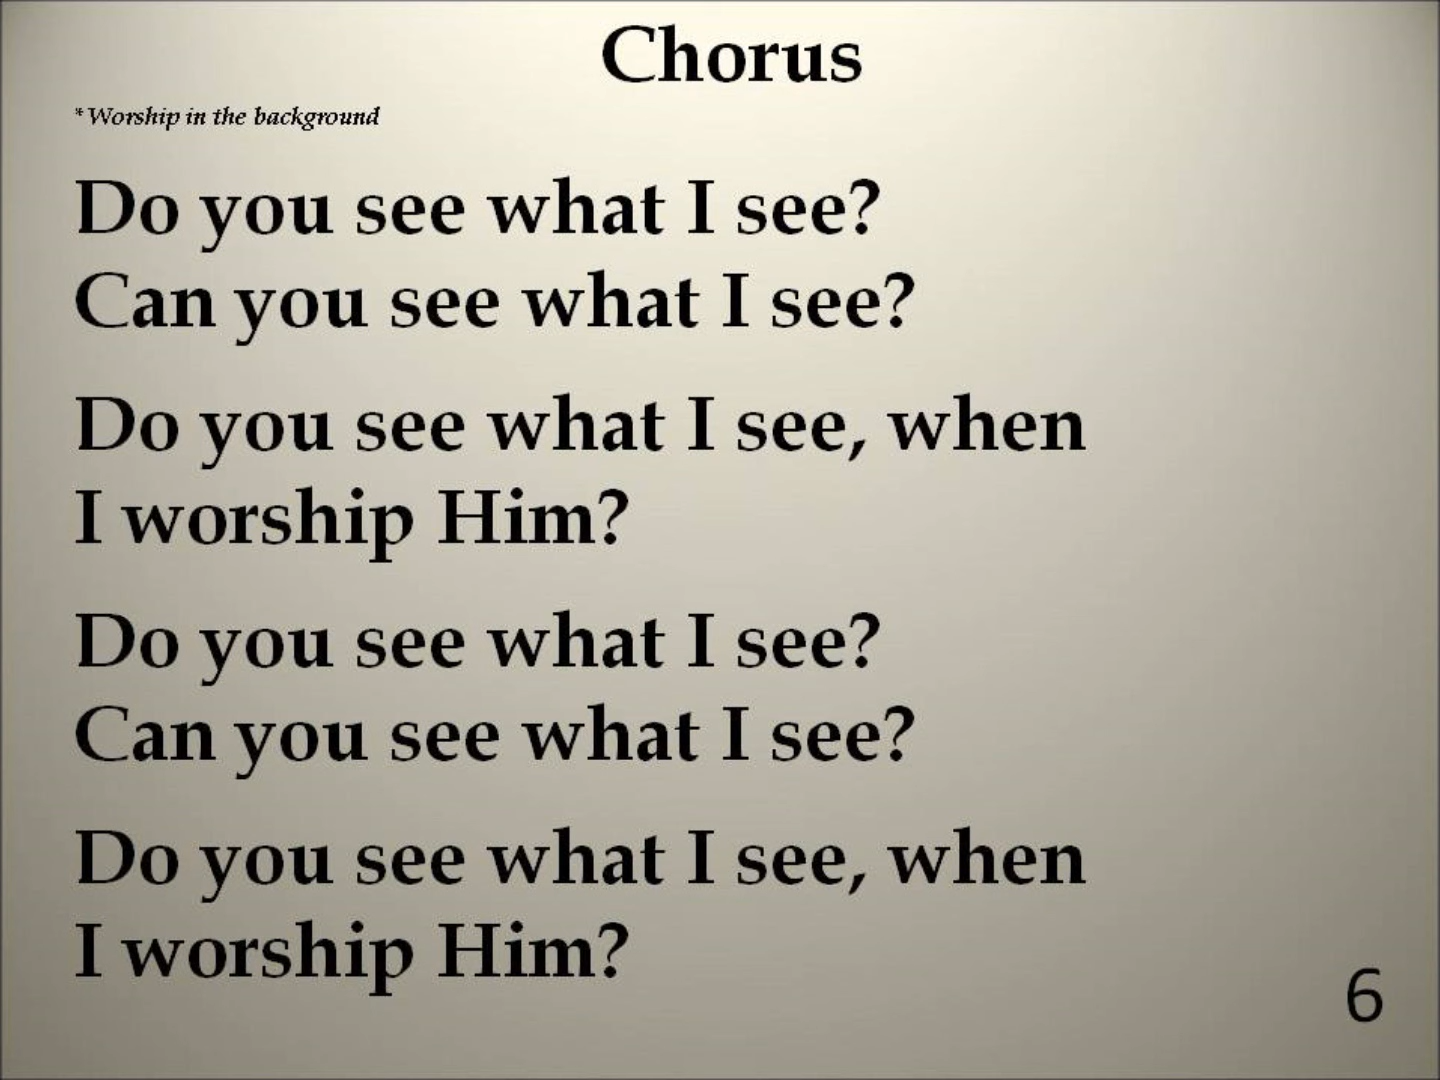 Chorus
*Worship in the background
Do you see what I see?
Can you see what I see?
Do you see what I see, when
I worship Him?
Do you see what I see?
Can you see what I see?
Do you see what I see, when
I worship Him?
6